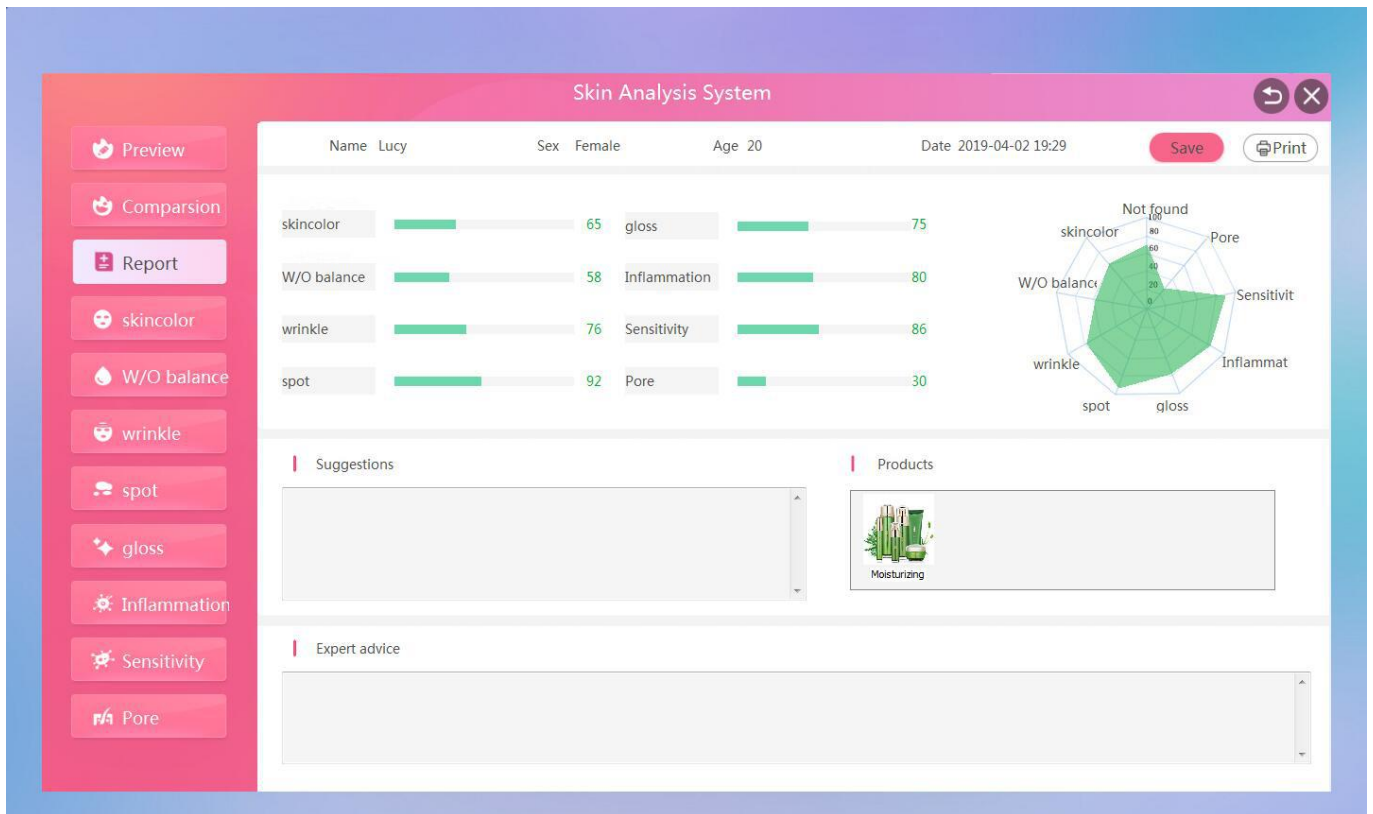 Skin Analysis System
Preview
Comparsion
Report
skincolor
W/O balance
wrinkle
spot
gloss
Inflammation
Sensitivity
Pore
Name Lucy Sex Female Age 20 Date 2019-04-02 19:29 Save Print
skincolor 65 gloss 75
W/O balance 58 Inflammation 80
wrinkle 76 Sensitivity 86
spot 92 Pore 30
Not found
100
skincolor 80 Pore
60
40
W/O balanc 20 Sensitivit
0
wrinkle Inflammat
spot gloss
Suggestions
Products
Moisturizing
Expert advice